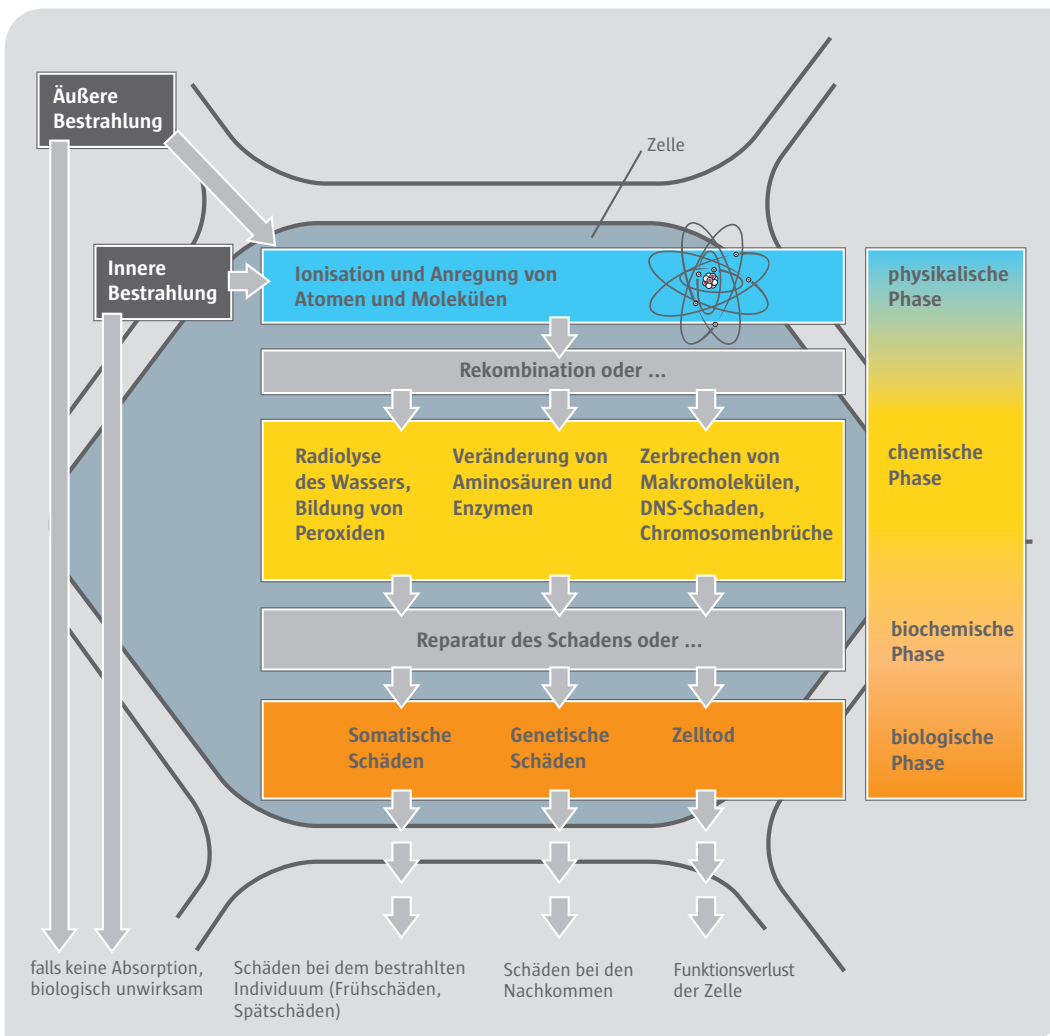 Äußere
Bestrahlung
Zelle
Innere
Bestrahlung
Ionisation und Anregung von
Atomen und Molekülen
physikalische
Phase
Rekombination oder ...
Radiolyse
des Wassers,
Bildung von
Peroxiden
Veränderung von
Aminosäuren und
Enzymen
Zerbrechen von
Makromolekülen,
DNS-Schaden,
Chromosomenbrüche
chemische
Phase
Reparatur des Schadens oder ...
biochemische
Phase
Somatische
Schäden
Genetische
Schäden
Zelltod
biologische
Phase
falls keine Absorption,
biologisch unwirksam
Schäden bei dem bestrahlten
Individuum (Frühschäden,
Spätschäden)
Schäden bei den
Nachkommen
Funktionsverlust
der Zelle